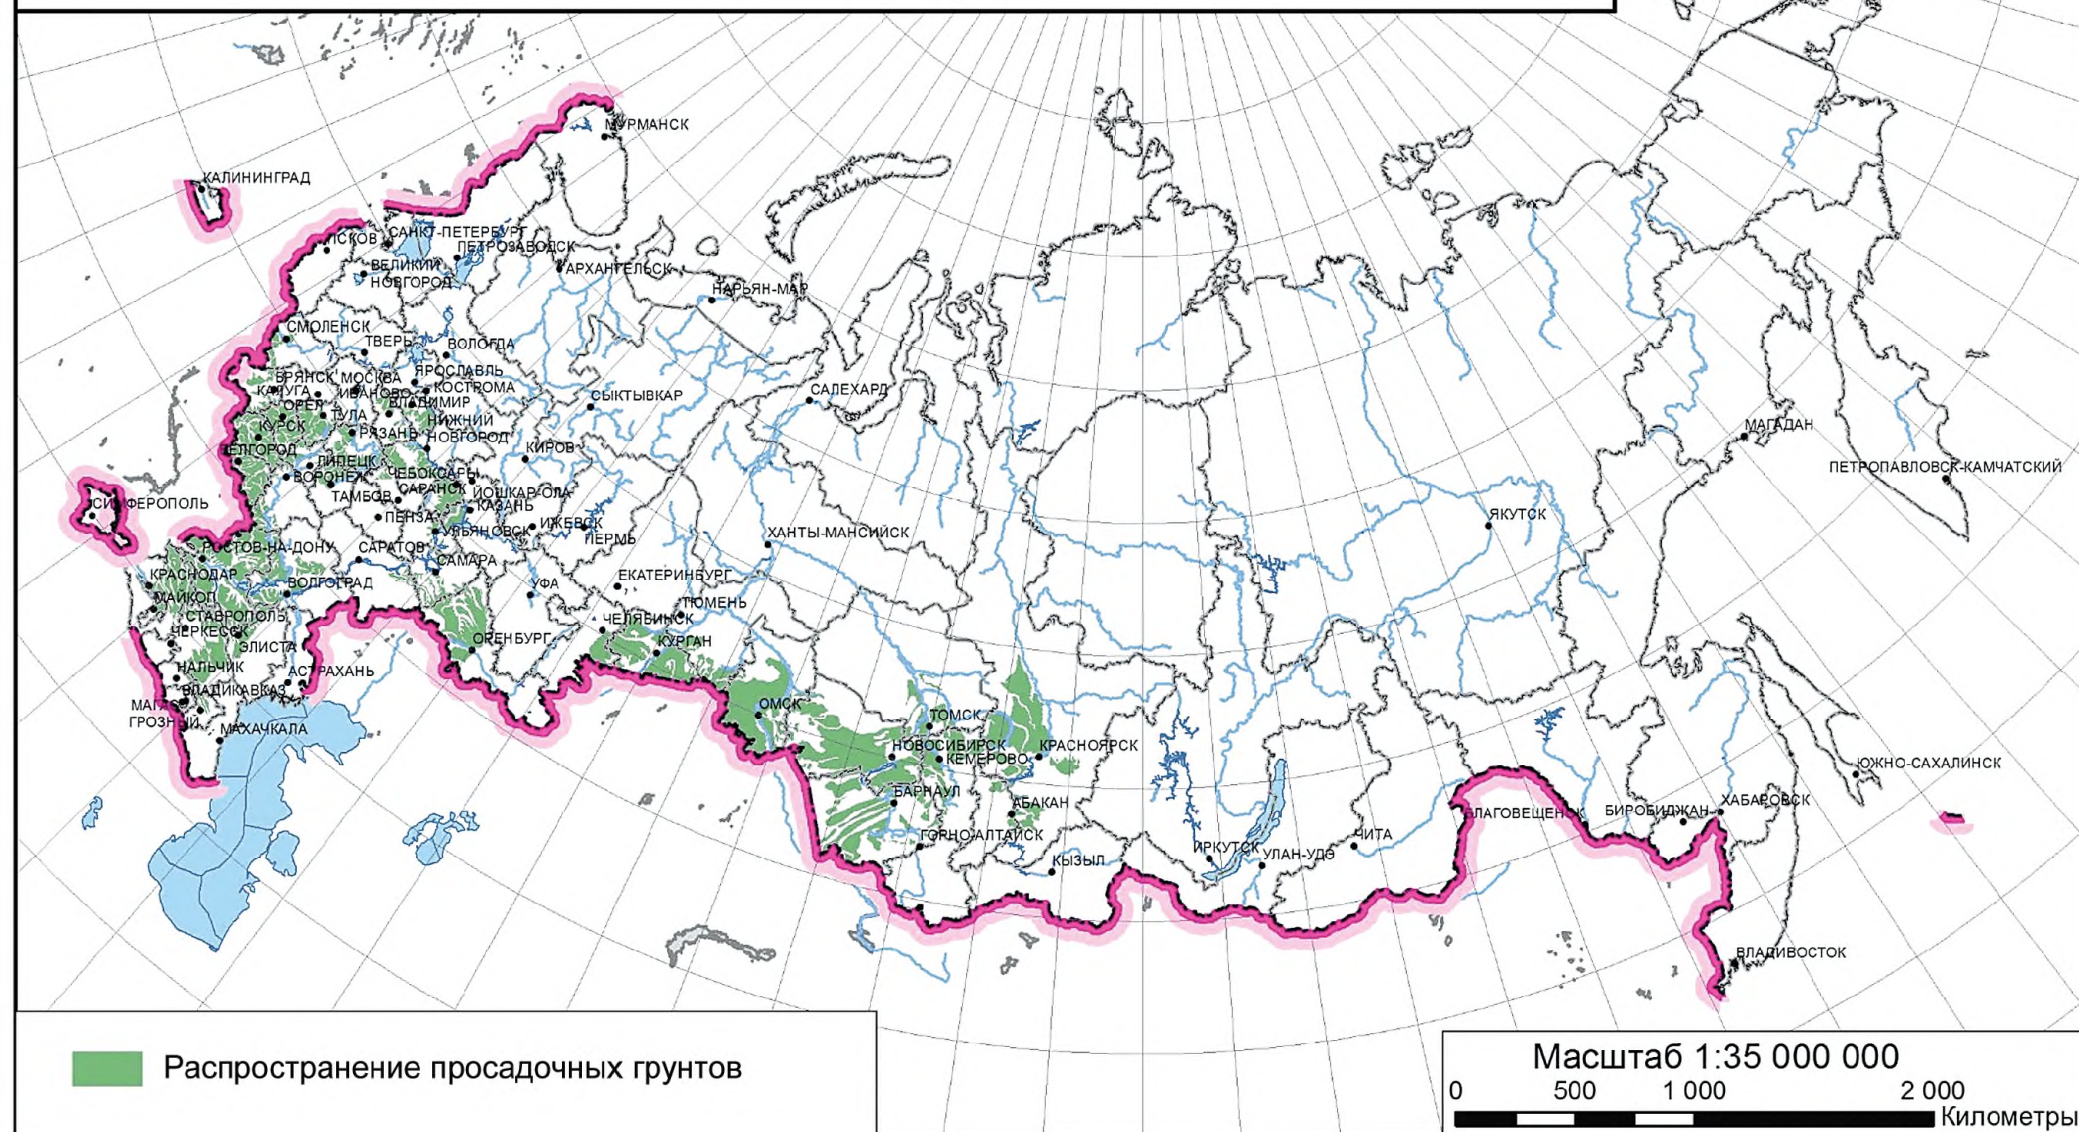 МУРМАНСК
КАЛИНИНГРАД
ПСКОВ
САНКТ-ПЕТЕРБУРГ
ПЕТРОЗАВОДСК
ВЕЛИКИЙ
НОВГОРОД
АРХАНГЕЛЬСК
НАРЬЯН-МАР
СМОЛЕНСК
ТВЕРЬ
ВОЛОГДА
ЯРОСЛАВЛЬ
БРЯНСК
МОСКВА
КОСТРОМА
КАЛУГА
ИВАНОВО
ВЛАДИМИР
САЛЕХАРД
СЫКТЫВКАР
ОРЁЛ
ТУЛА
НИЖНИЙ
НОВГОРОД
КУРСК
РЯЗАНЬ
МАГАДАН
БЕЛГОРОД
КИРОВ
ЛИПЕЦК
ПЕТРОПАВЛОВСК-КАМЧАТСКИЙ
ВОРОНЕЖ
ЧЕБОКСАРЫ
САРАНСК
ЙОШКАР-ОЛА
ТАМБОВ
СИМФЕРОПОЛЬ
КАЗАНЬ
ПЕНЗА
ЯКУТСК
ИЖЕВСК
УЛЬЯНОВСК
ПЕРМЬ
ХАНТЫ-МАНСИЙСК
РОСТОВ-НА-ДОНУ
САРАТОВ
САМАРА
КРАСНОДАР
ВОЛГОГРАД
УФА
ЕКАТЕРИНБУРГ
МАЙКОП
ТЮМЕНЬ
СТАВРОПОЛЬ
ЧЕЛЯБИНСК
ЧЕРКЕССК
ОРЕНБУРГ
КУРГАН
ЭЛИСТА
НАЛЬЧИК
АСТРАХАНЬ
ВЛАДИКАВКАЗ
МАГАС
ОМСК
ГРОЗНЫЙ
ТОМСК
МАХАЧКАЛА
НОВОСИБИРСК
КРАСНОЯРСК
КЕМЕРОВО
ЮЖНО-САХАЛИНСК
БАРНАУЛ
АБАКАН
БЛАГОВЕЩЕНСК
БИРОБИДЖАН
ХАБАРОВСК
ГОРНО-АЛТАЙСК
ЧИТА
ИРКУТСК
УЛАН-УДЭ
КЫЗЫЛ
ВЛАДИВОСТОК
Распространение просадочных грунтов
Масштаб 1:35 000 000
0 500 1 000 2 000
Километры